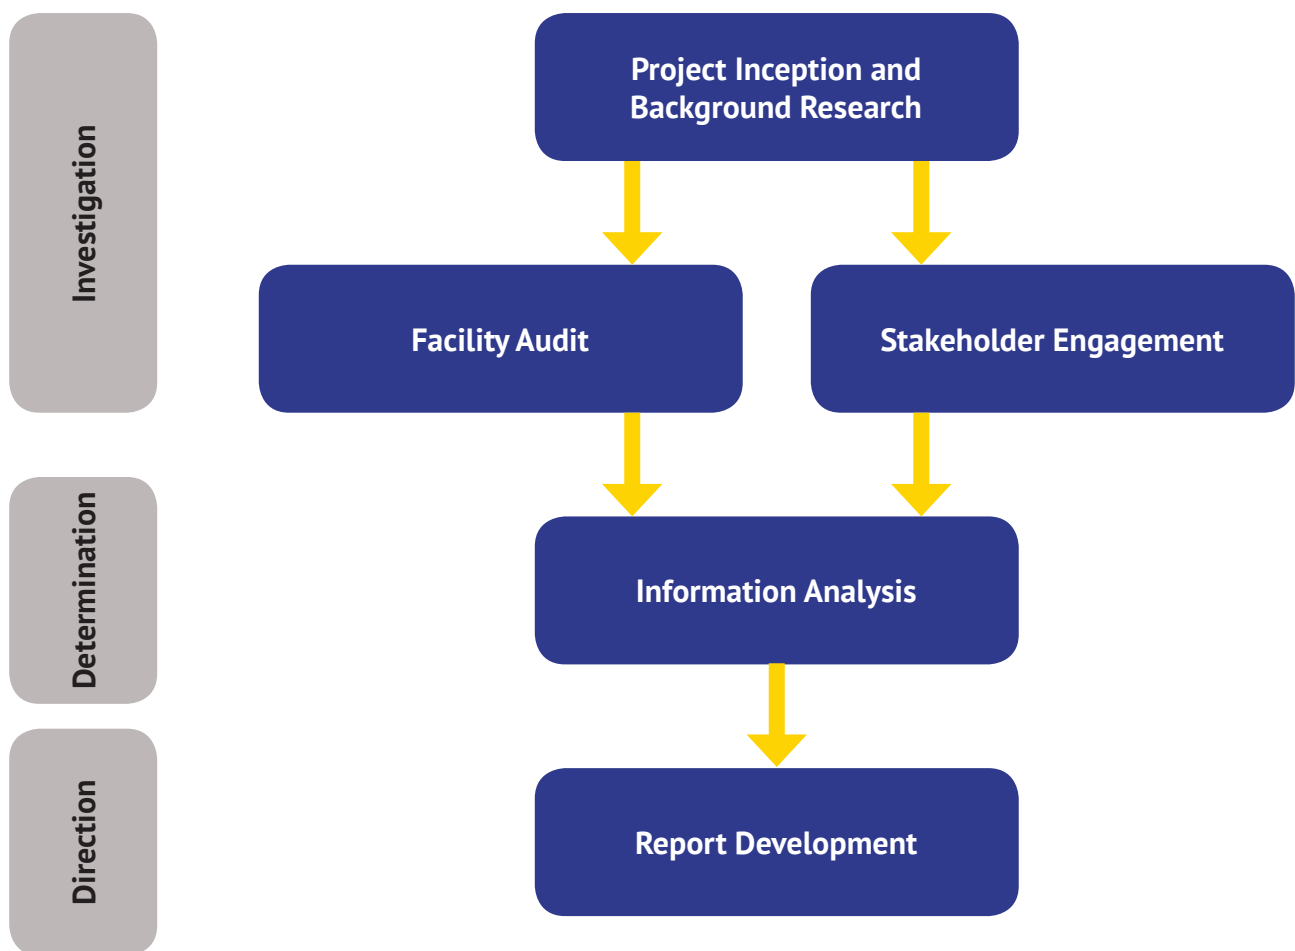 Investigation
Project Inception and
Background Research
Facility Audit
Stakeholder Engagement
Determination
Information Analysis
Direction
Report Development